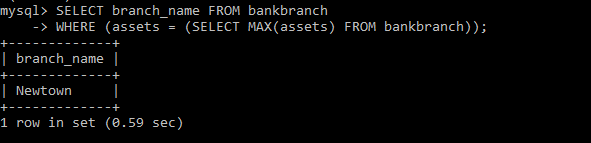 mysql> SELECT branch_name FROM bankbranch
    -> WHERE (assets = (SELECT MAX(assets) FROM bankbranch));
+-------------+
| branch_name |
+-------------+
| Newtown     |
+-------------+
1 row in set (0.59 sec)